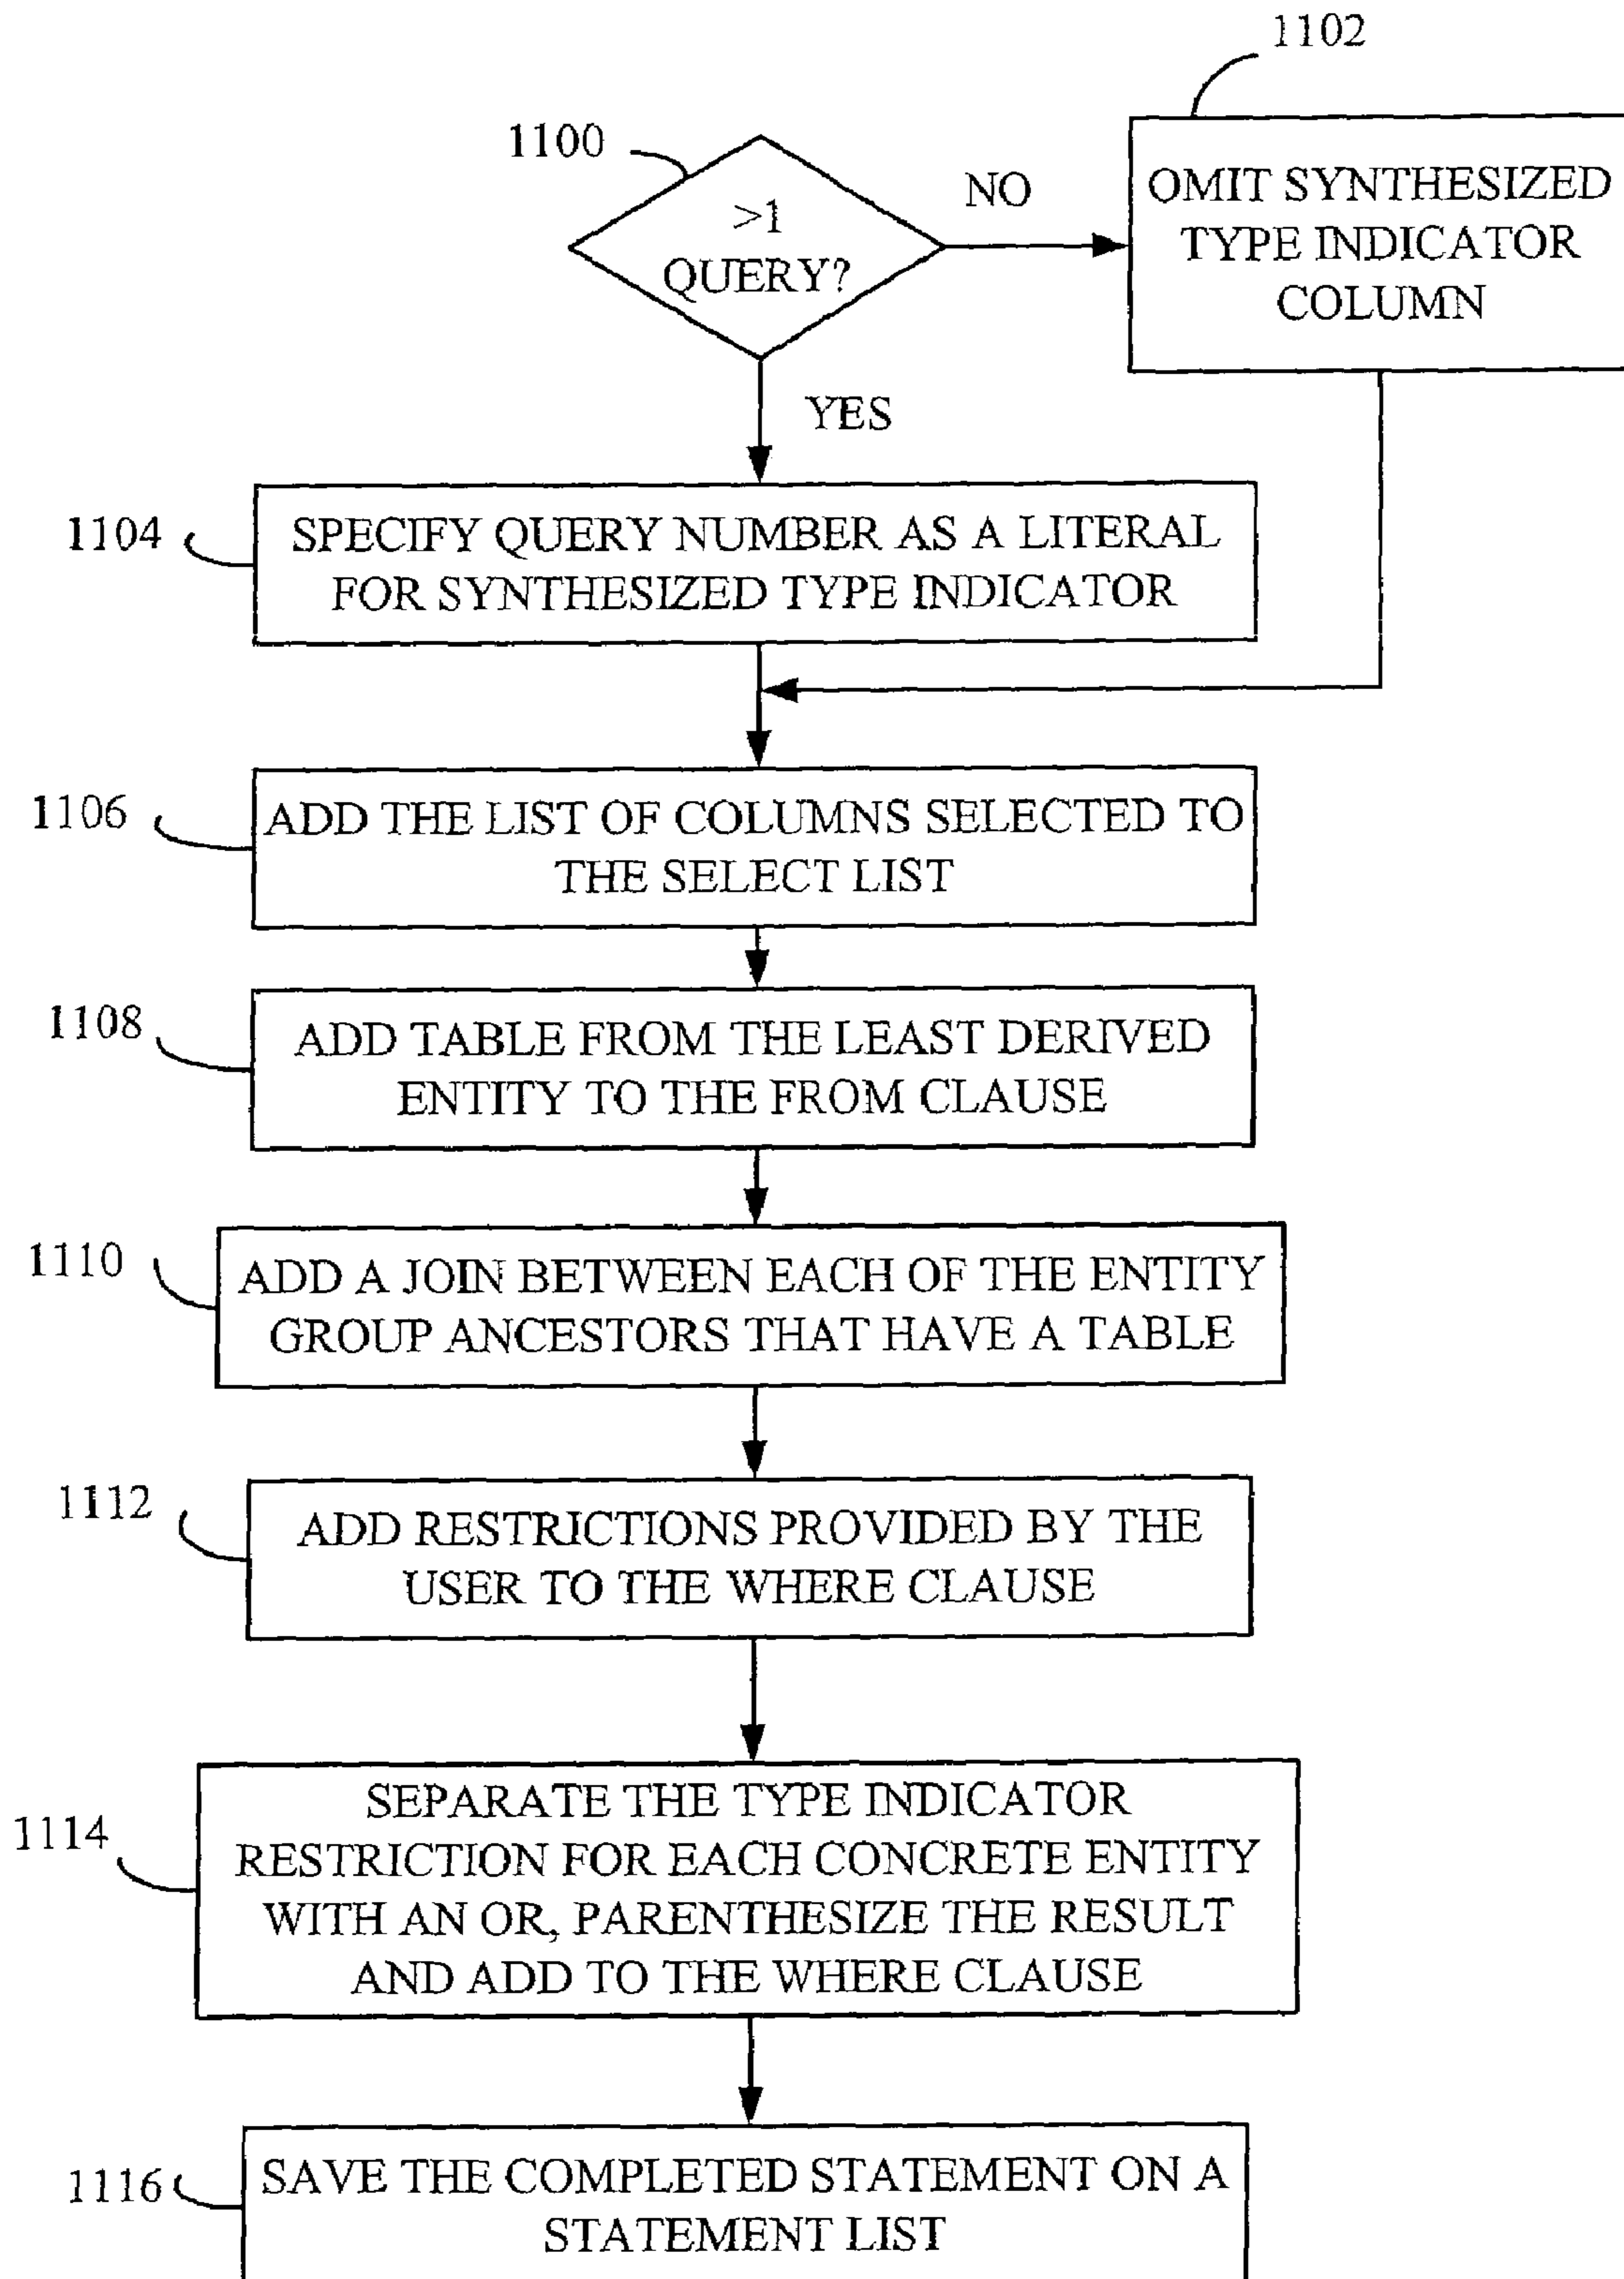 1102
1100
>1
QUERY?
NO
OMIT SYNTHESIZED
TYPE INDICATOR
COLUMN
YES
1104
SPECIFY QUERY NUMBER AS A LITERAL
FOR SYNTHESIZED TYPE INDICATOR
1106
ADD THE LIST OF COLUMNS SELECTED TO
THE SELECT LIST
1108
ADD TABLE FROM THE LEAST DERIVED
ENTITY TO THE FROM CLAUSE
1110
ADD A JOIN BETWEEN EACH OF THE ENTITY
GROUP ANCESTORS THAT HAVE A TABLE
1112
ADD RESTRICTIONS PROVIDED BY THE
USER TO THE WHERE CLAUSE
1114
SEPARATE THE TYPE INDICATOR
RESTRICTION FOR EACH CONCRETE ENTITY
WITH AN OR, PARENTHESIZE THE RESULT
AND ADD TO THE WHERE CLAUSE
1116
SAVE THE COMPLETED STATEMENT ON A
STATEMENT LIST